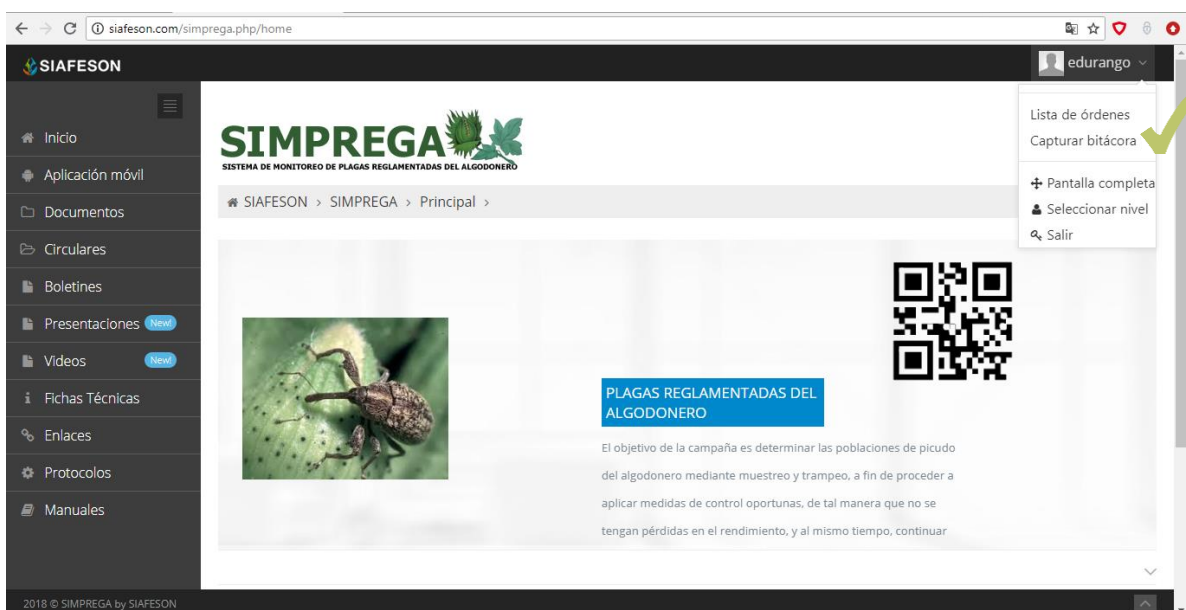 siafeson.com/simprega.php/home
SIAFESON
edurango
Lista de órdenes
Capturar bitácora
Pantalla completa
Seleccionar nivel
Salir
Inicio
Aplicación móvil
Documentos
Circulares
Boletines
Presentaciones New!
Videos New!
Fichas Técnicas
Enlaces
Protocolos
Manuales
SIMPREGA
SISTEMA DE MONITOREO DE PLAGAS REGLAMENTADAS DEL ALGODONERO
SIAFESON > SIMPREGA > Principal >
PLAGAS REGLAMENTADAS DEL
ALGODONERO
El objetivo de la campaña es determinar las poblaciones de picudo
del algodonero mediante muestreo y trampeo, a fin de proceder a
aplicar medidas de control oportunas, de tal manera que no se
tengan pérdidas en el rendimiento, y al mismo tiempo, continuar
2018 © SIMPREGA by SIAFESON